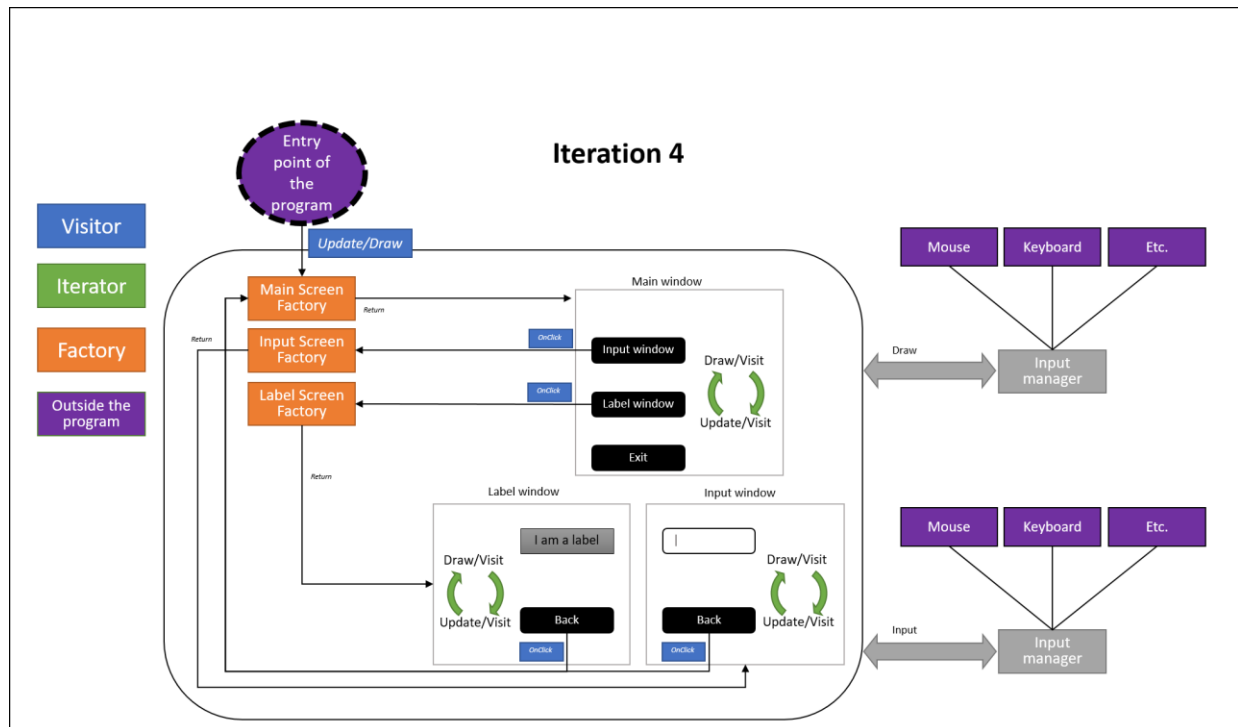 Iteration 4
Entry
point of
the
program
Visitor
Iterator
Factory
Outside the
program
Update/Draw
Main Screen
Factory
Return
Input Screen
Factory
Return
Label Screen
Factory
Return
Main window
OnClick
Input window
OnClick
Label window
Exit
Draw/Visit
Update/Visit
Label window
I am a label
Draw/Visit
Update/Visit
Back
OnClick
Input window
Draw/Visit
Update/Visit
Back
OnClick
Mouse
Keyboard
Etc.
Draw
Input
manager
Mouse
Keyboard
Etc.
Input
Input
manager